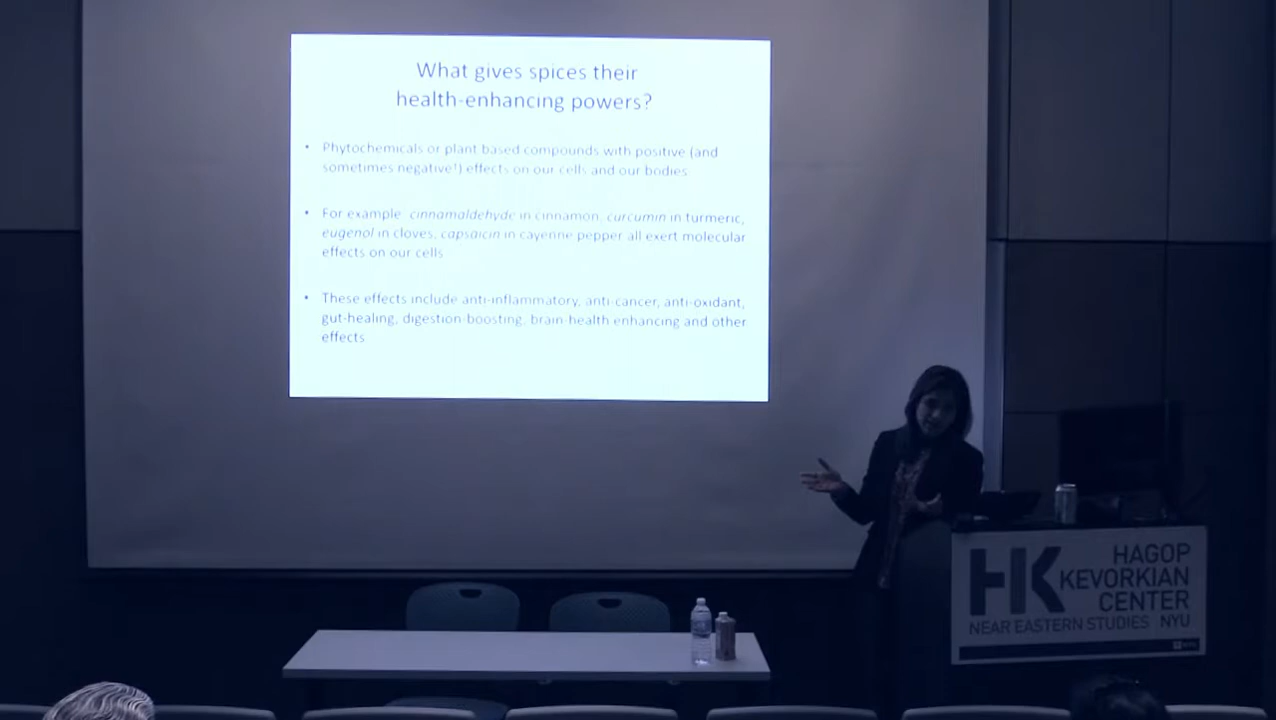 What gives spices their
health-enhancing powers?
• Phytochemicals or plant based compounds with positive (and
sometimes negative!) effects on our cells and our bodies
• For example cinnamaldehyde in cinnamon, curcumin in turmeric,
eugenol in cloves, capsaicin in cayenne pepper all exert molecular
effects on our cells
• These effects include anti-inflammatory, anti-cancer, anti-oxidant,
gut-healing, digestion-boosting, brain-health enhancing and other
effects
HK
HAGOP
KEVORKIAN
CENTER
NEAR EASTERN STUDIES NYU